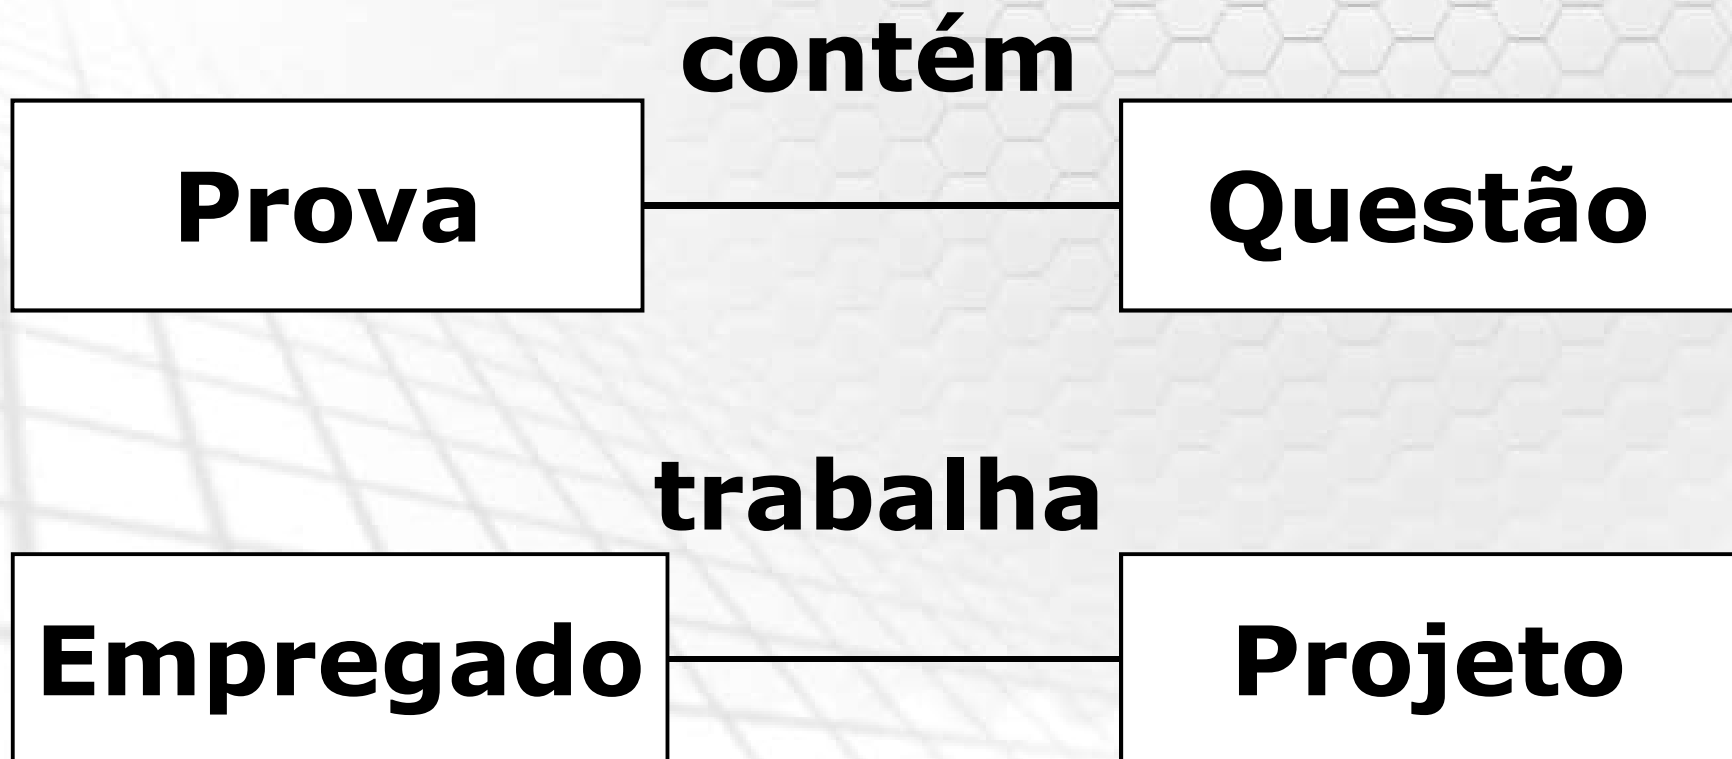 contém
Prova
Questão
trabalha
Empregado
Projeto